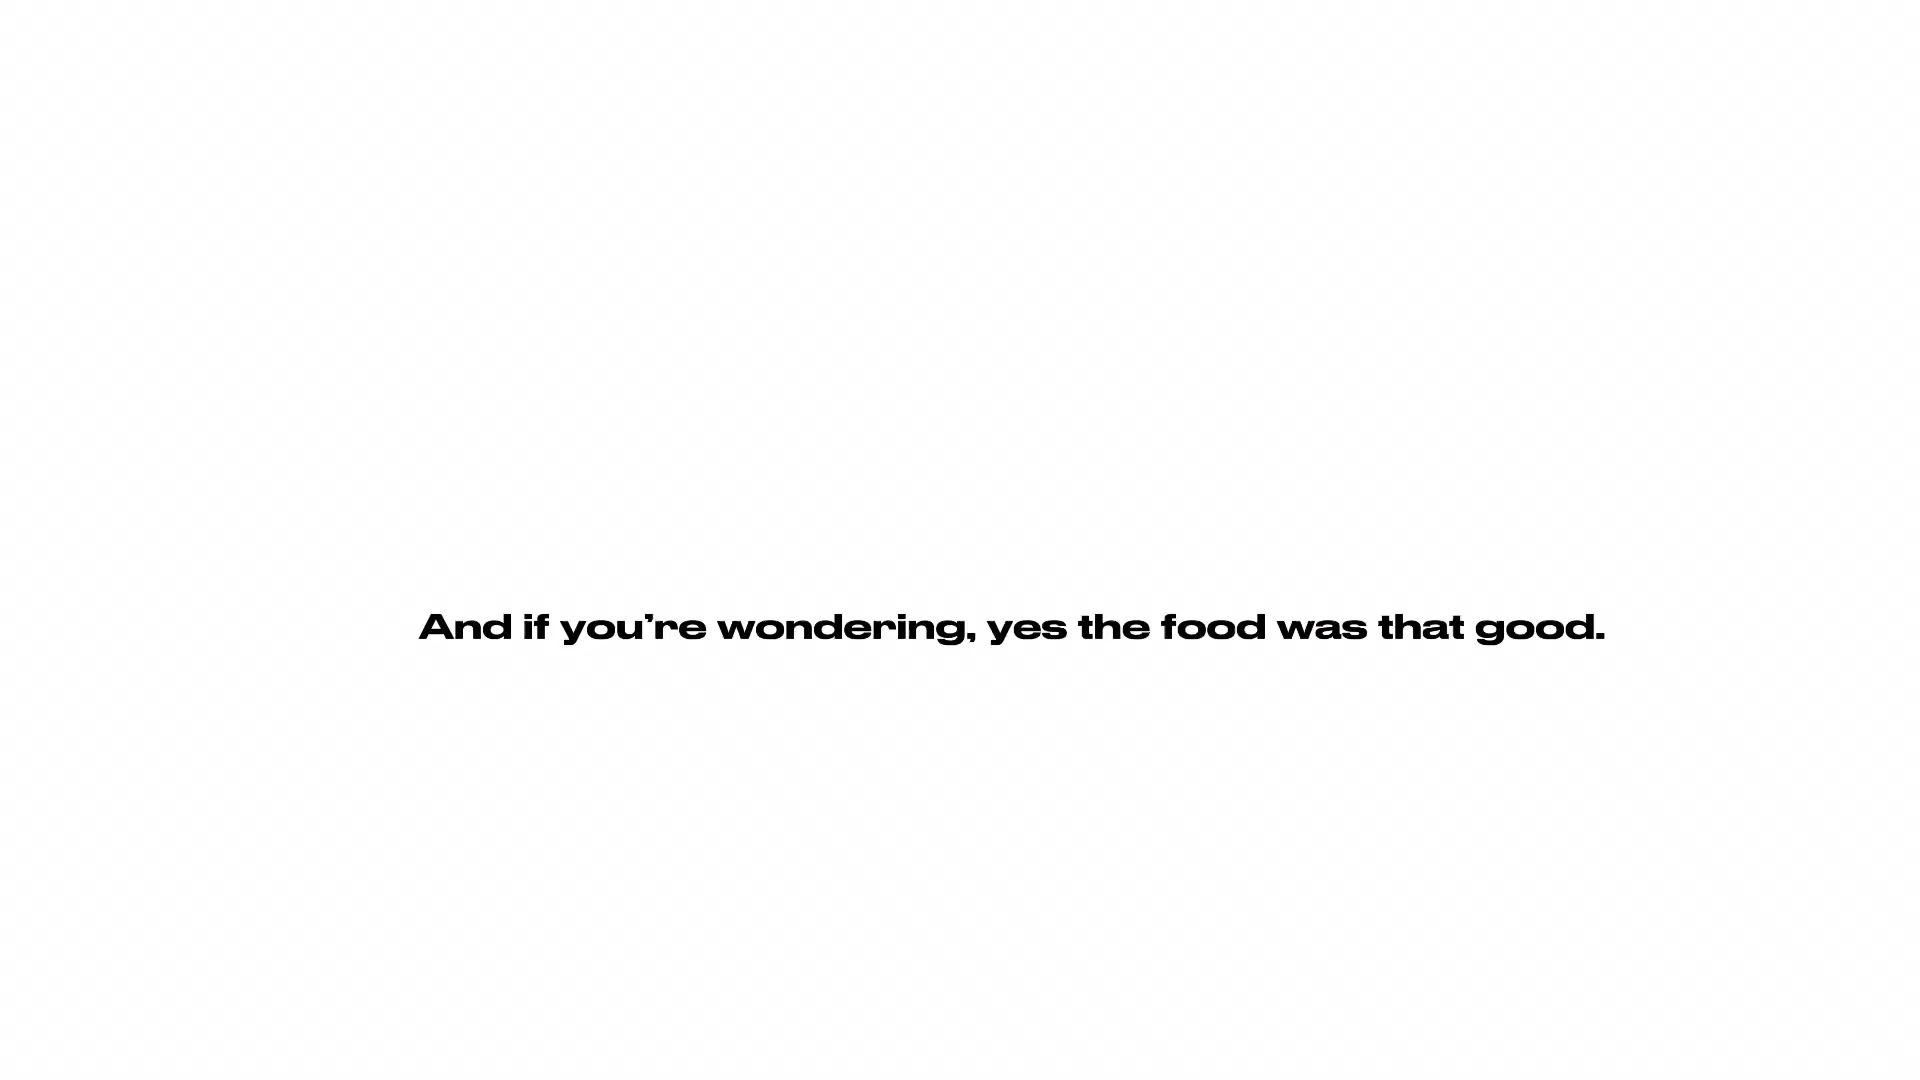 And if you’re wondering, yes the food was that good.